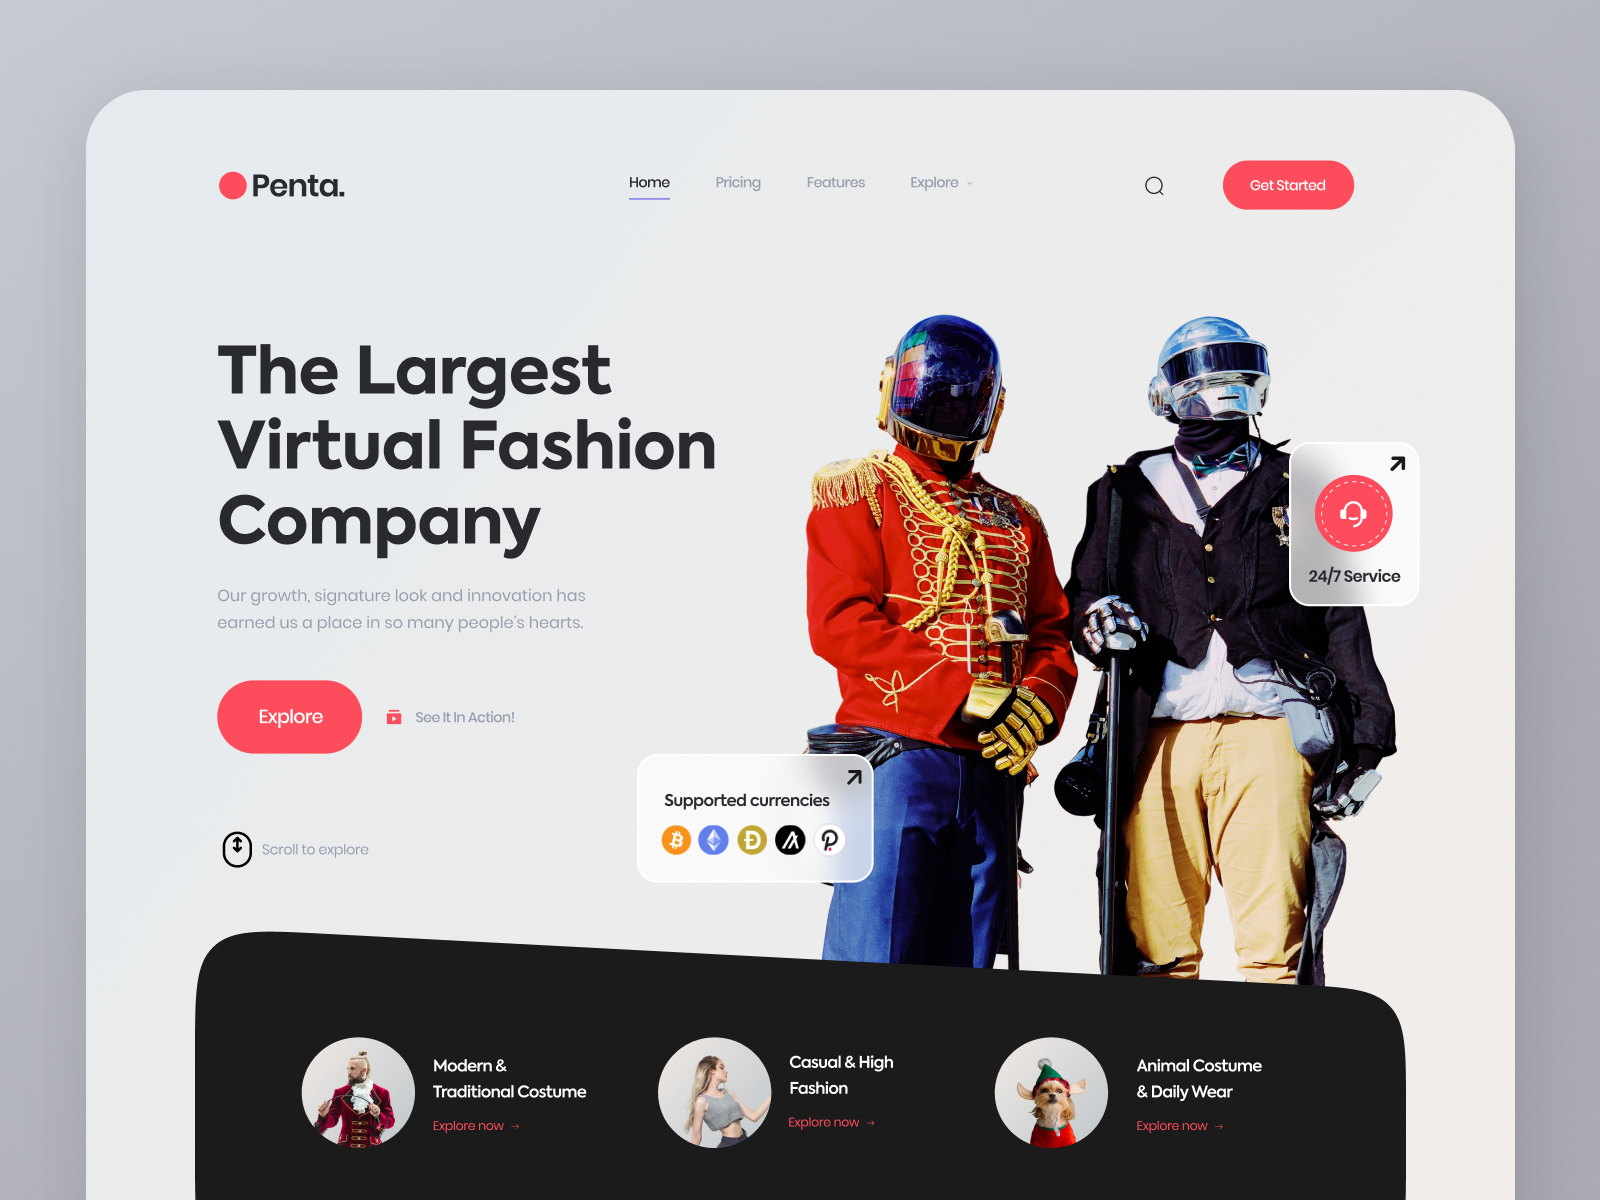 Penta.
Home
Pricing
Features
Explore
Get Started
The Largest
Virtual Fashion
Company
Our growth, signature look and innovation has
earned us a place in so many people's hearts.
Explore
See It In Action!
24/7 Service
Supported currencies
Scroll to explore
Modern &
Traditional Costume
Explore now →
Casual & High
Fashion
Explore now →
Animal Costume
& Daily Wear
Explore now →